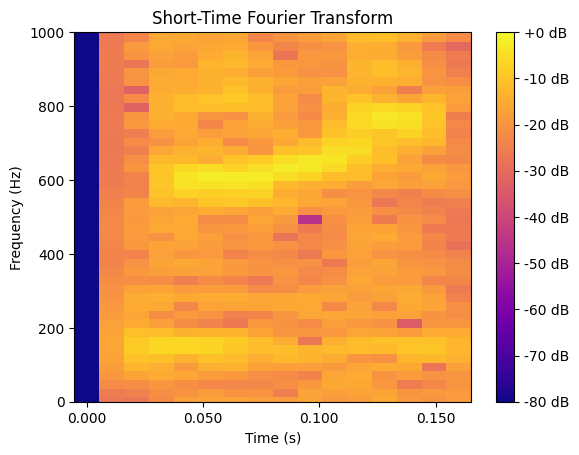 Short-Time Fourier Transform
1000
800
600
400
200
0
Frequency (Hz)
0.000
0.050
0.100
0.150
Time (s)
+0 dB
-10 dB
-20 dB
-30 dB
-40 dB
-50 dB
-60 dB
-70 dB
-80 dB